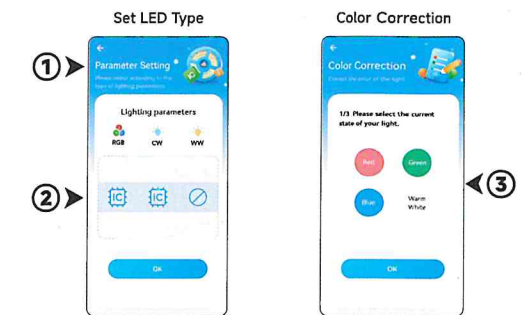 Set LED Type
Color Correction
①
Parameter Setting
Please select according to the
type of lighting parameters
Lighting parameters
RGB
CW
WW
②
IC
IC
OK
Color Correction
Correct the color of the light
1/3 Please select the current
state of your light.
Red
Green
Blue
Warm
White
③
OK